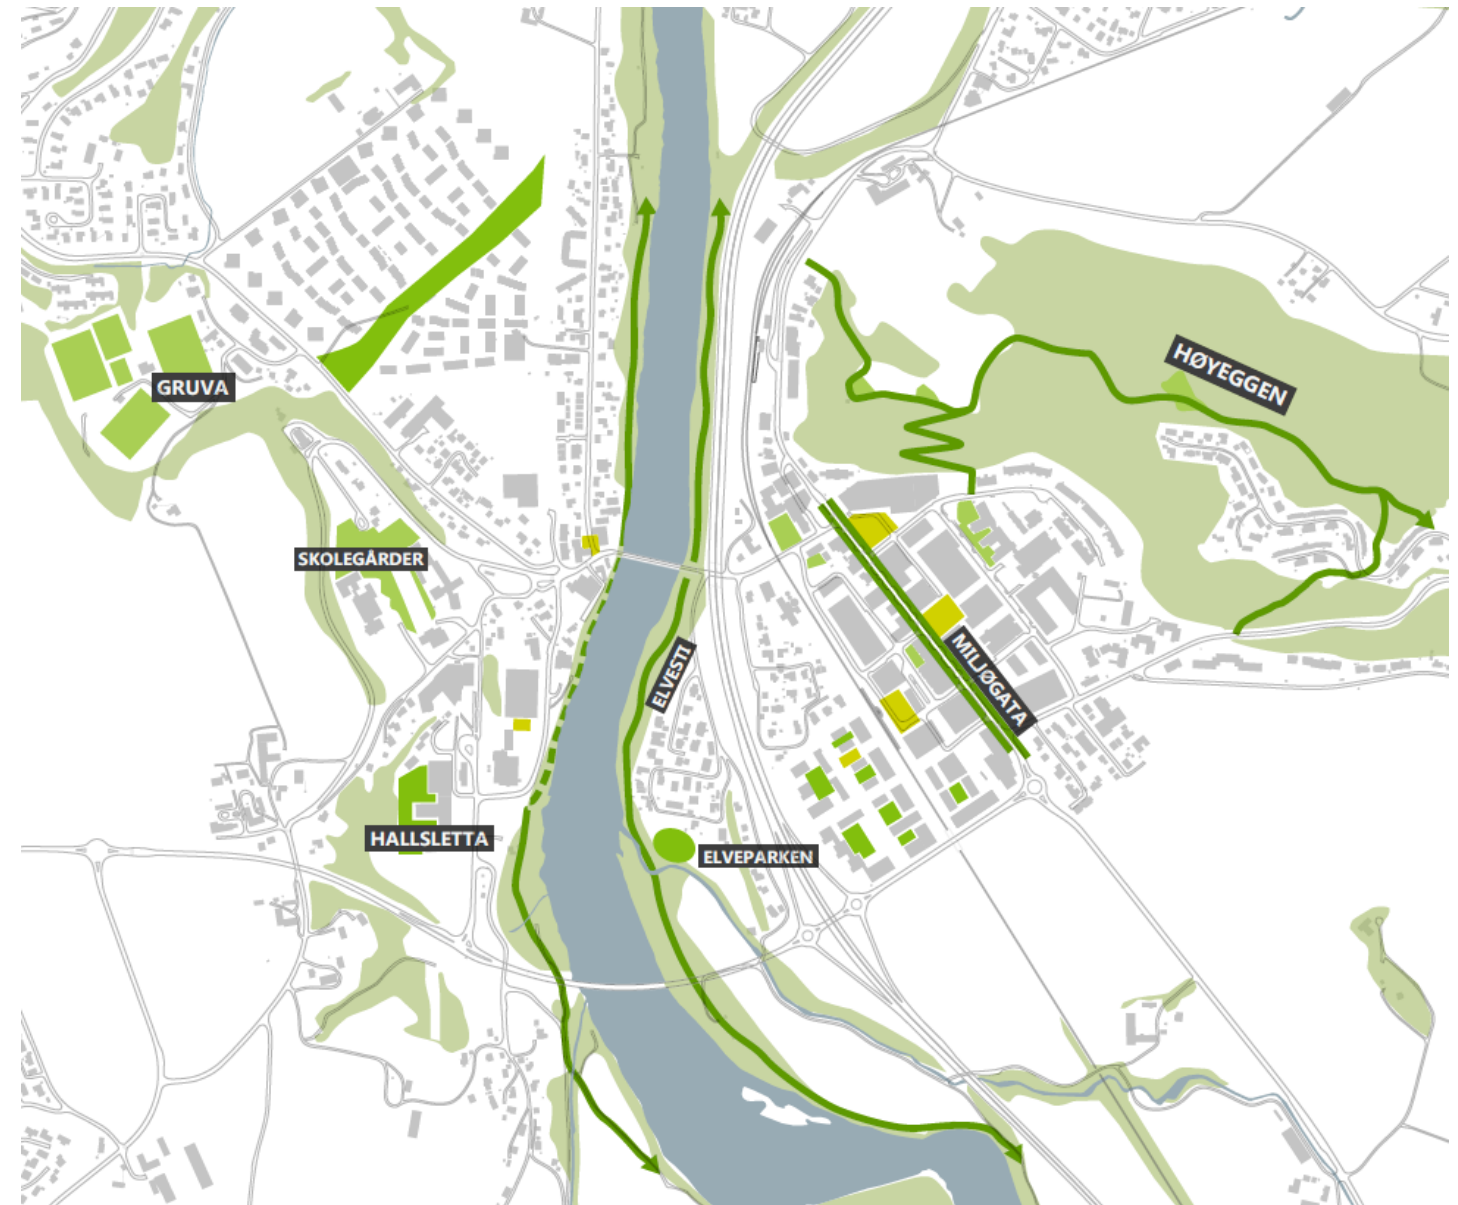 HØYEGGEN
GRUVA
SKOLEGÅRDER
ELVESTI
MILJØGATA
HALLSLETTA
ELVEPARKEN